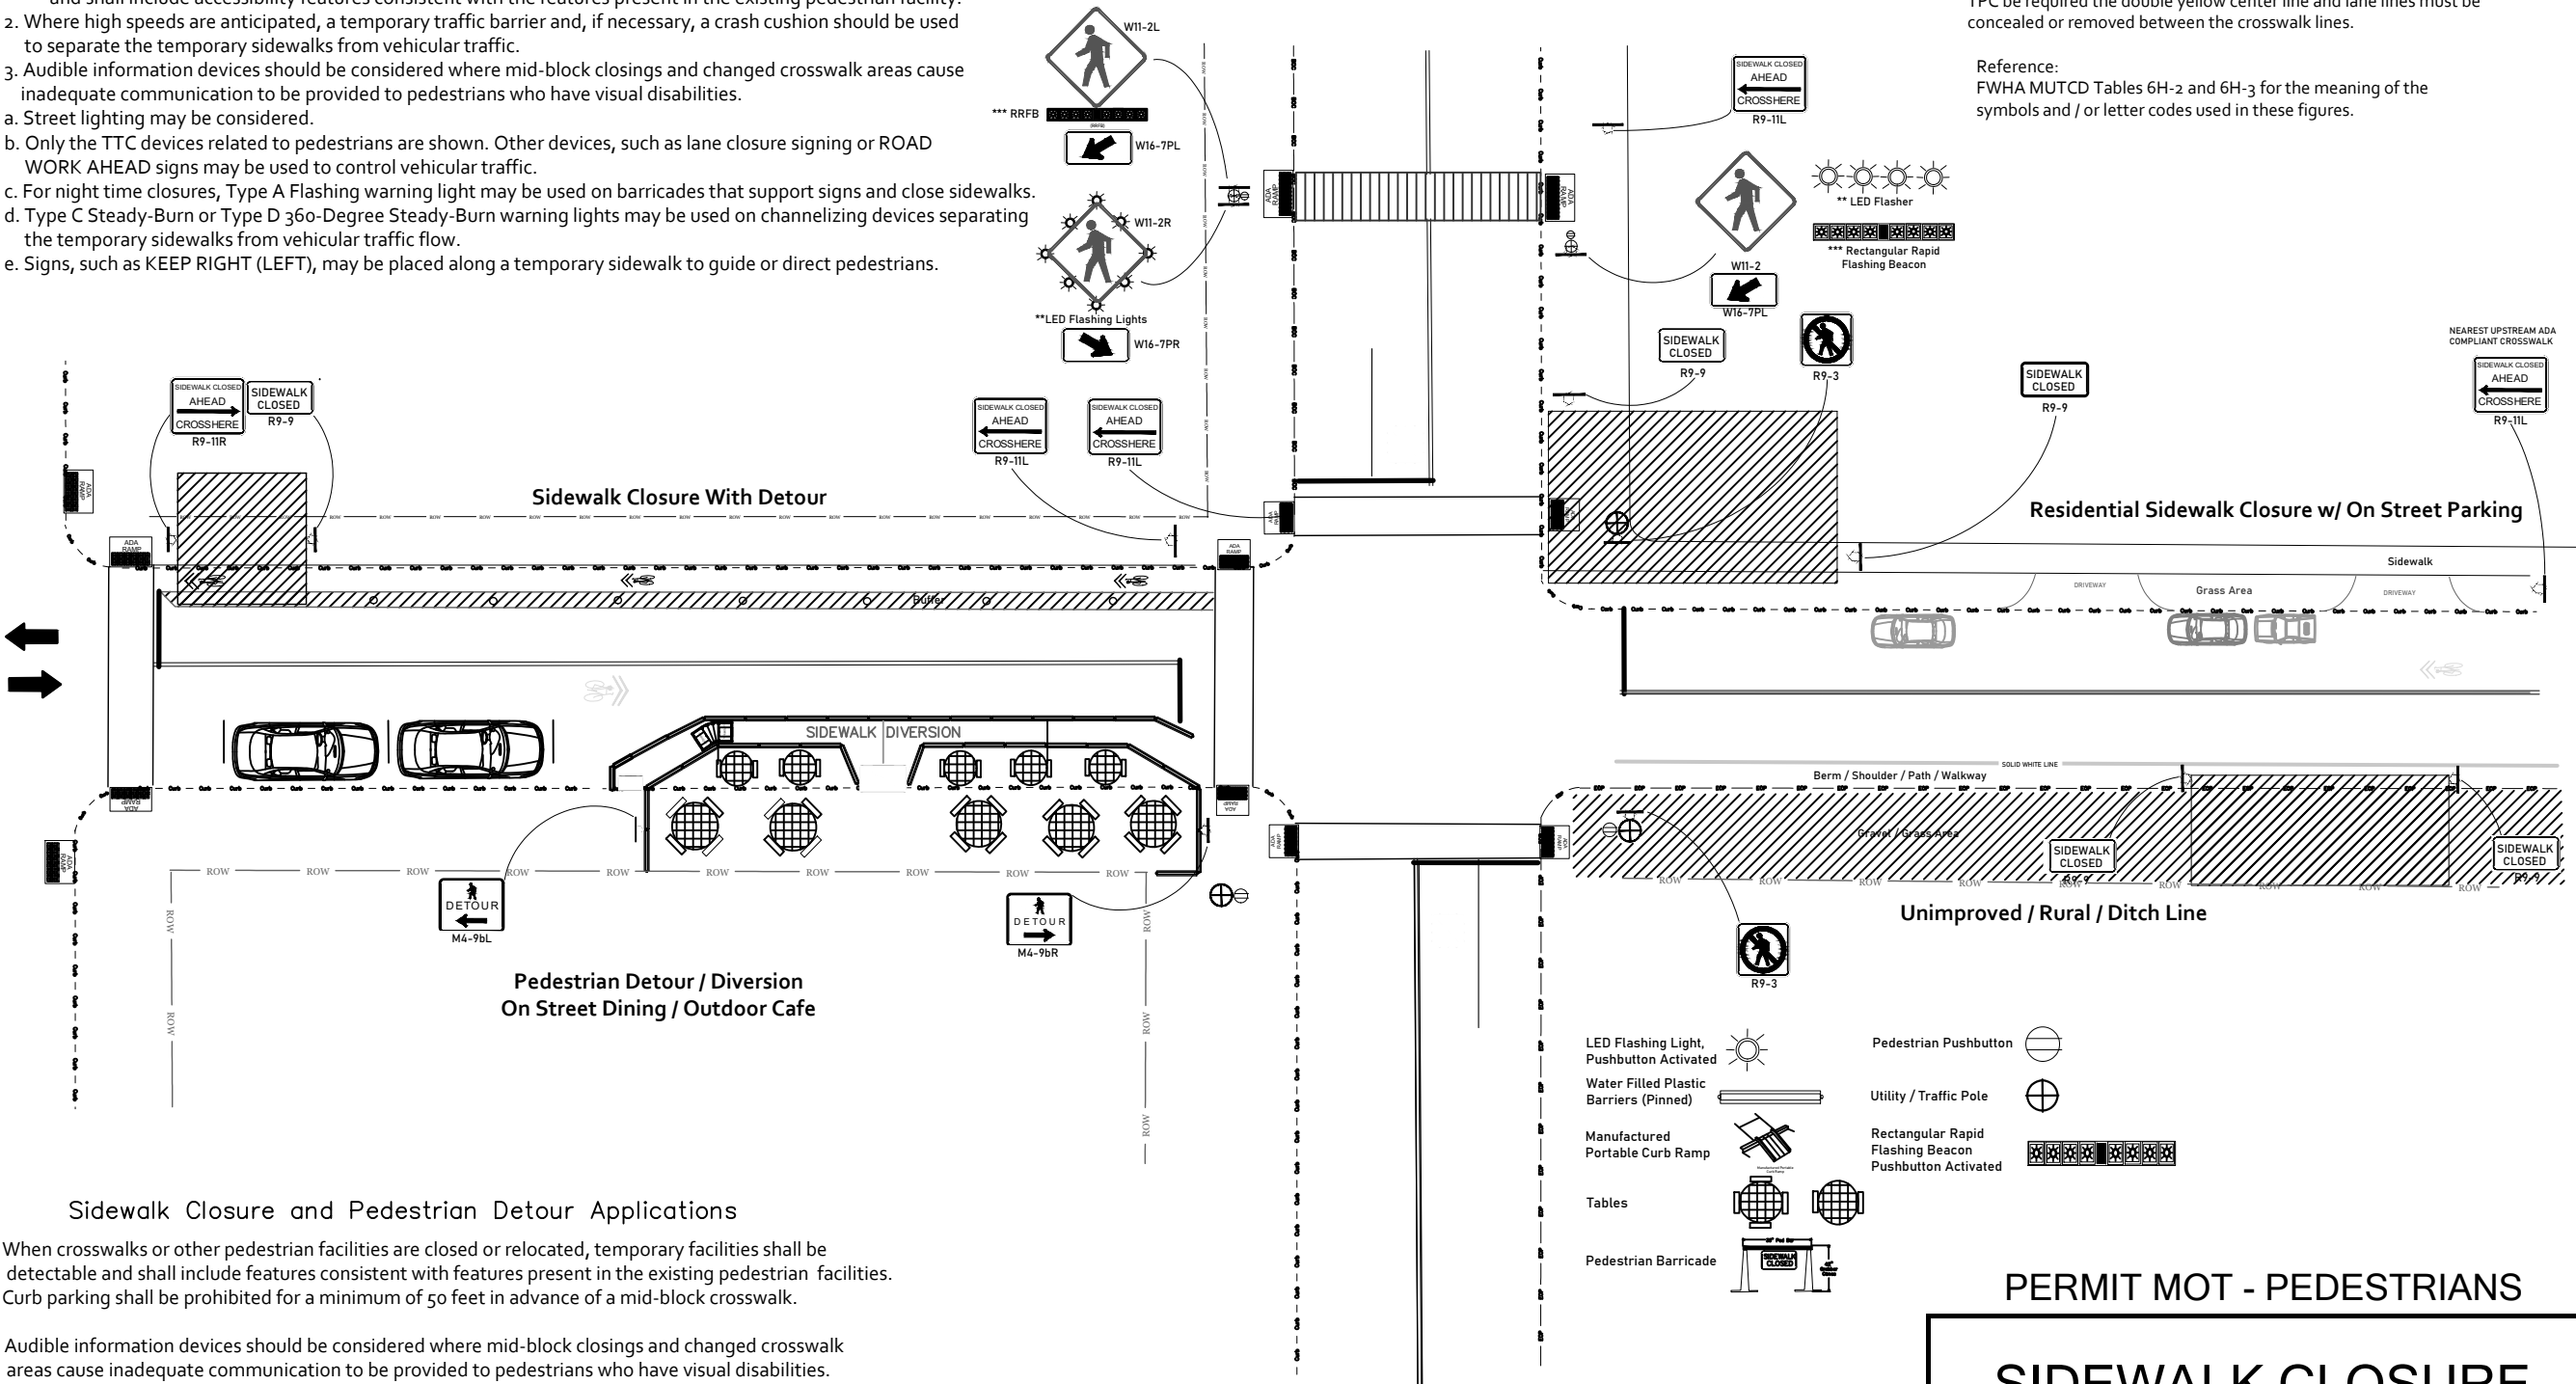 and shall include accessibility features consistent with the features present in the existing pedestrian facility.
2. Where high speeds are anticipated, a temporary traffic barrier and, if necessary, a crash cushion should be used
to separate the temporary sidewalks from vehicular traffic.
3. Audible information devices should be considered where mid-block closings and changed crosswalk areas cause
inadequate communication to be provided to pedestrians who have visual disabilities.
a. Street lighting may be considered.
b. Only the TTC devices related to pedestrians are shown. Other devices, such as lane closure signing or ROAD
WORK AHEAD signs may be used to control vehicular traffic.
c. For night time closures, Type A Flashing warning light may be used on barricades that support signs and close sidewalks.
d. Type C Steady-Burn or Type D 360-Degree Steady-Burn warning lights may be used on channelizing devices separating
the temporary sidewalks from vehicular traffic flow.
e. Signs, such as KEEP RIGHT (LEFT), may be placed along a temporary sidewalk to guide or direct pedestrians.
TPC be required the double yellow center line and lane lines must be
concealed or removed between the crosswalk lines.
Reference:
FWHA MUTCD Tables 6H-2 and 6H-3 for the meaning of the
symbols and / or letter codes used in these figures.
W11-2L
*** RRFB
W16-7PL
W11-2R
**LED Flashing Lights
W16-7PR
SIDEWALK CLOSED
AHEAD
CROSSHERE
R9-11L
** LED Flasher
*** Rectangular Rapid
Flashing Beacon
W11-2
W16-7PL
SIDEWALK
CLOSED
R9-9
R9-3
SIDEWALK
CLOSED
R9-9
NEAREST UPSTREAM ADA
COMPLIANT CROSSWALK
SIDEWALK CLOSED
AHEAD
CROSSHERE
R9-11L
SIDEWALK CLOSED
AHEAD
CROSSHERE
R9-11R
SIDEWALK
CLOSED
R9-9
SIDEWALK CLOSED
AHEAD
CROSSHERE
R9-11L
SIDEWALK CLOSED
AHEAD
CROSSHERE
R9-11L
Sidewalk Closure With Detour
Residential Sidewalk Closure w/ On Street Parking
ADA
RAMP
Sidewalk
DRIVEWAY
Grass Area
DRIVEWAY
Buffer
SIDEWALK DIVERSION
SOLID WHITE LINE
Berm / Shoulder / Path / Walkway
Gravel / Grass Area
SIDEWALK
CLOSED
R9-9
SIDEWALK
CLOSED
R9-9
ROW ROW ROW ROW ROW ROW ROW ROW ROW ROW
DETOUR
M4-9bL
DETOUR
M4-9bR
Unimproved / Rural / Ditch Line
R9-3
Pedestrian Detour / Diversion
On Street Dining / Outdoor Cafe
LED Flashing Light,
Pushbutton Activated
Pedestrian Pushbutton
Water Filled Plastic
Barriers (Pinned)
Utility / Traffic Pole
Manufactured
Portable Curb Ramp
Rectangular Rapid
Flashing Beacon
Pushbutton Activated
Tables
Pedestrian Barricade
SIDEWALK
CLOSED
Sidewalk Closure and Pedestrian Detour Applications
When crosswalks or other pedestrian facilities are closed or relocated, temporary facilities shall be
detectable and shall include features consistent with features present in the existing pedestrian facilities.
Curb parking shall be prohibited for a minimum of 50 feet in advance of a mid-block crosswalk.
Audible information devices should be considered where mid-block closings and changed crosswalk
areas cause inadequate communication to be provided to pedestrians who have visual disabilities.
PERMIT MOT - PEDESTRIANS
SIDEWALK CLOSURE